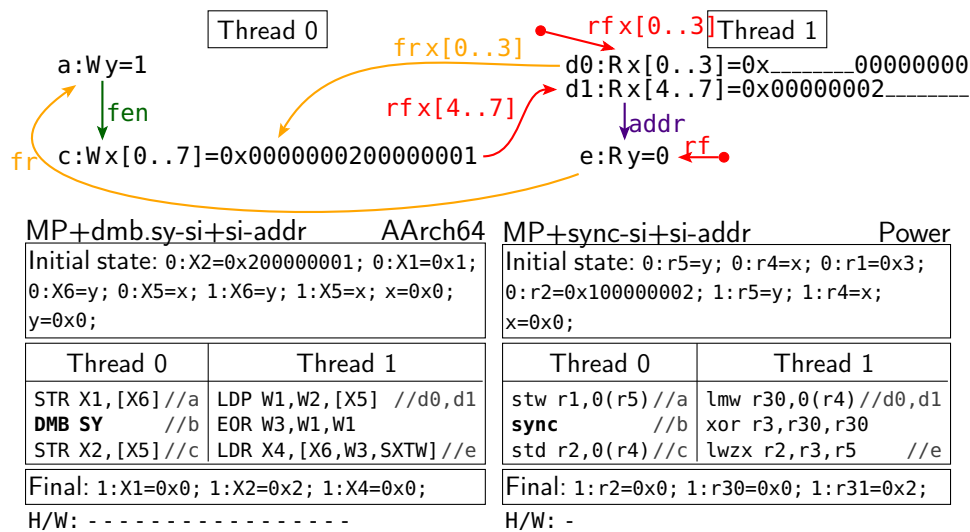 Thread 0
Thread 1
rf x[0..3]
fr x[0..3]
a:W y=1
d0:R x[0..3]=0x________00000000
d1:R x[4..7]=0x00000002________
rf x[4..7]
fen
addr
fr
c:W x[0..7]=0x0000000200000001
e:R y=0
rf
MP+dmb.sy-si+si-addr AArch64
Initial state: 0:X2=0x200000001; 0:X1=0x1;
0:X6=y; 0:X5=x; 1:X6=y; 1:X5=x; x=0x0;
y=0x0;
Thread 0 Thread 1
STR X1,[X6]//a LDP W1,W2,[X5] //d0,d1
DMB SY //b EOR W3,W1,W1
STR X2,[X5]//c LDR X4,[X6,W3,SXTW]//e
Final: 1:X1=0x0; 1:X2=0x2; 1:X4=0x0;
H/W: - - - - - - - - - - - - - - - - -
MP+sync-si+si-addr Power
Initial state: 0:r5=y; 0:r4=x; 0:r1=0x3;
0:r2=0x100000002; 1:r5=y; 1:r4=x;
x=0x0;
Thread 0 Thread 1
stw r1,0(r5)//a lmw r30,0(r4)//d0,d1
sync //b xor r3,r30,r30
std r2,0(r4)//c lwzx r2,r3,r5 //e
Final: 1:r2=0x0; 1:r30=0x0; 1:r31=0x2;
H/W: -